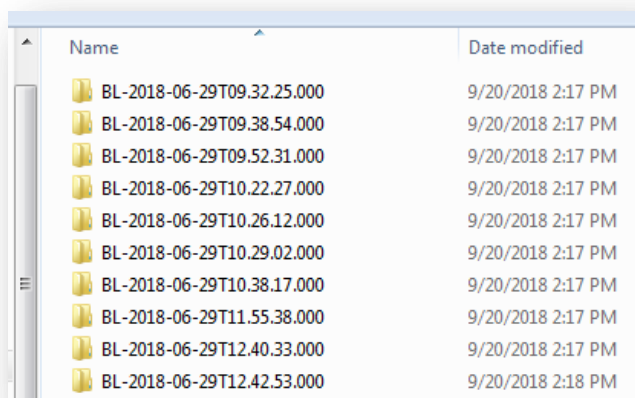 Name Date modified
BL-2018-06-29T09.32.25.000 9/20/2018 2:17 PM
BL-2018-06-29T09.38.54.000 9/20/2018 2:17 PM
BL-2018-06-29T09.52.31.000 9/20/2018 2:17 PM
BL-2018-06-29T10.22.27.000 9/20/2018 2:17 PM
BL-2018-06-29T10.26.12.000 9/20/2018 2:17 PM
BL-2018-06-29T10.29.02.000 9/20/2018 2:17 PM
BL-2018-06-29T10.38.17.000 9/20/2018 2:17 PM
BL-2018-06-29T11.55.38.000 9/20/2018 2:17 PM
BL-2018-06-29T12.40.33.000 9/20/2018 2:17 PM
BL-2018-06-29T12.42.53.000 9/20/2018 2:18 PM